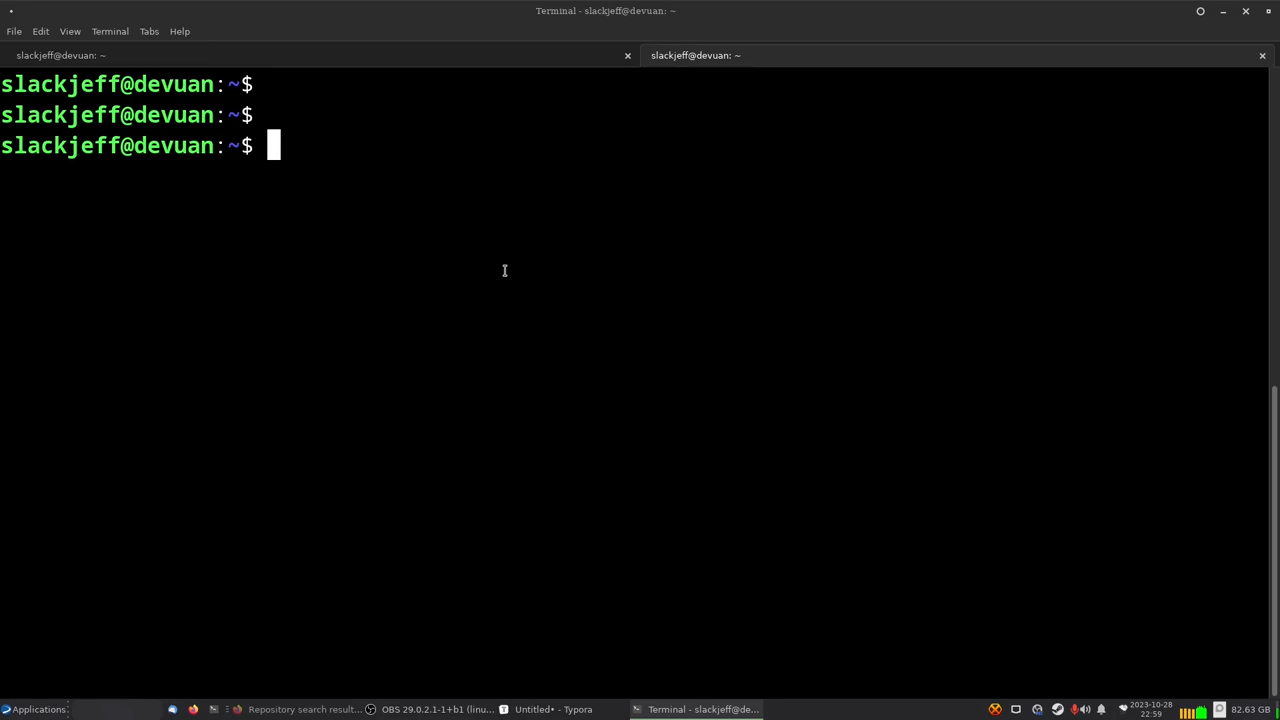 Terminal - slackjeff@devuan: ~
File Edit View Terminal Tabs Help
slackjeff@devuan: ~ slackjeff@devuan: ~
slackjeff@devuan:~$
slackjeff@devuan:~$
slackjeff@devuan:~$
Applications Repository search result... OBS 29.0.2.1-1+b1 (linu... Untitled• - Typora Terminal - slackjeff@de... 2023-10-28 82.63 GB
22:59